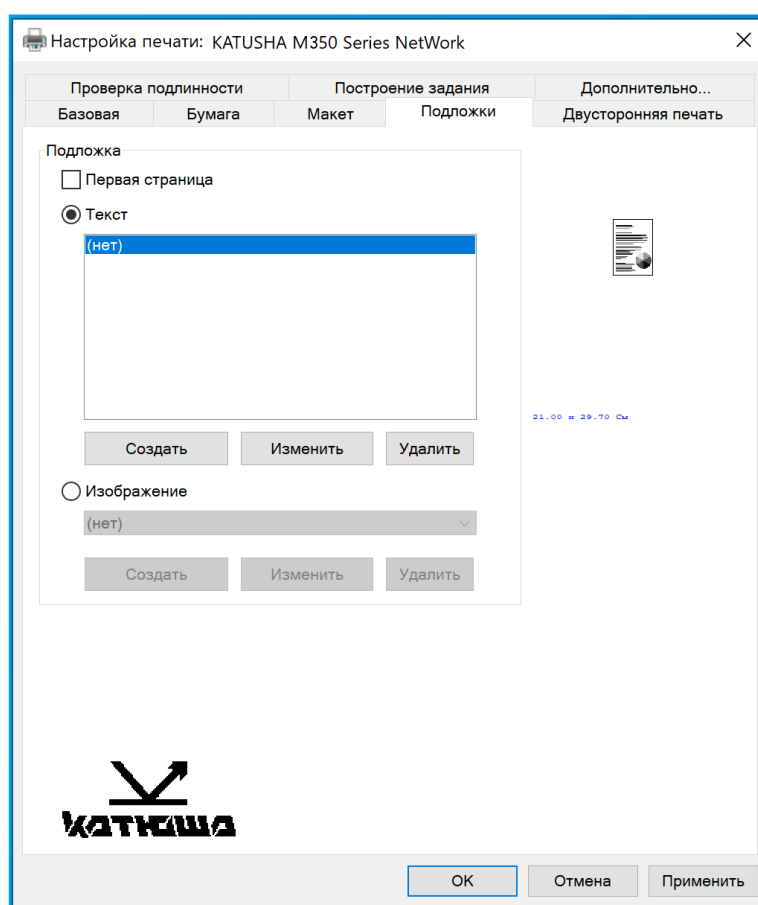 Настройка печати: KATUSHA M350 Series NetWork
Проверка подлинности Построение задания Дополнительно...
Базовая Бумага Макет Подложки Двусторонняя печать
Подложка
Первая страница
Текст
(нет)
21.00 x 29.70 См
Создать Изменить Удалить
Изображение
(нет)
Создать Изменить Удалить
катюша
OK Отмена Применить